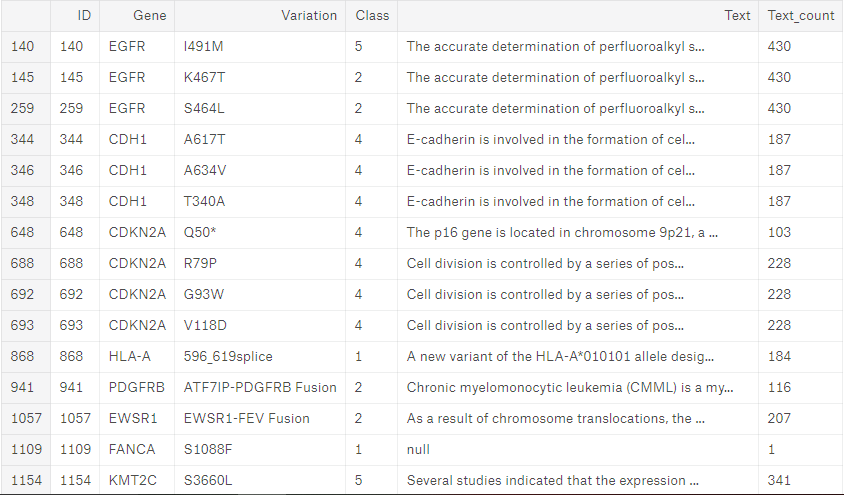 ID Gene Variation Class Text Text_count
140 140 EGFR I491M 5 The accurate determination of perfluoroalkyl s... 430
145 145 EGFR K467T 2 The accurate determination of perfluoroalkyl s... 430
259 259 EGFR S464L 2 The accurate determination of perfluoroalkyl s... 430
344 344 CDH1 A617T 4 E-cadherin is involved in the formation of cel... 187
346 346 CDH1 A634V 4 E-cadherin is involved in the formation of cel... 187
348 348 CDH1 T340A 4 E-cadherin is involved in the formation of cel... 187
648 648 CDKN2A Q50* 4 The p16 gene is located in chromosome 9p21, a ... 103
688 688 CDKN2A R79P 4 Cell division is controlled by a series of pos... 228
692 692 CDKN2A G93W 4 Cell division is controlled by a series of pos... 228
693 693 CDKN2A V118D 4 Cell division is controlled by a series of pos... 228
868 868 HLA-A 596_619splice 1 A new variant of the HLA-A*010101 allele desig... 184
941 941 PDGFRB ATF7IP-PDGFRB Fusion 2 Chronic myelomonocytic leukemia (CMML) is a my... 116
1057 1057 EWSR1 EWSR1-FEV Fusion 2 As a result of chromosome translocations, the ... 207
1109 1109 FANCA S1088F 1 null 1
1154 1154 KMT2C S3660L 5 Several studies indicated that the expression ... 341